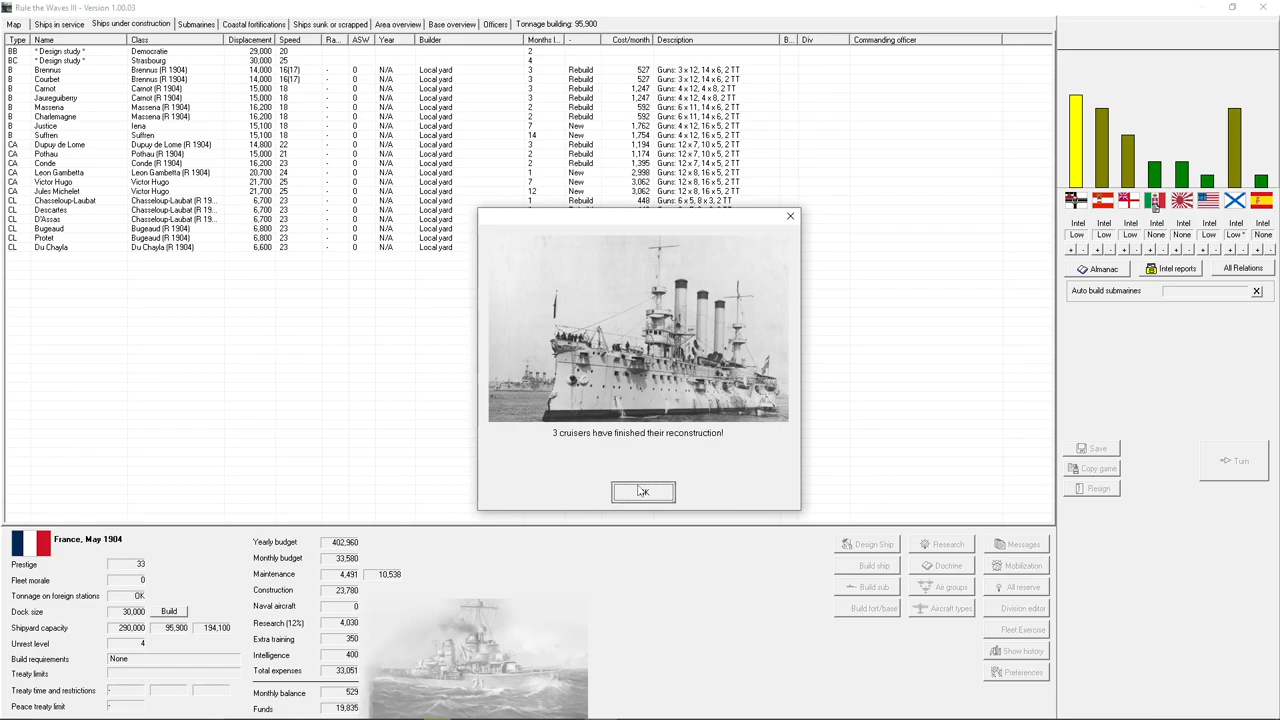 Rule the Waves III - Version 1.00.03
Map Ships in service Ships under construction Submarines Coastal fortifications Ships sunk or scrapped Area overview Base overview Officers Tonnage building: 95,900
Type Name Class Displacement Speed Ra... ASW Year Builder Months l... - Cost/month Description B... Div Commanding officer
BB * Design study * Democratie 29,000 20 2
BC * Design study * Strasbourg 30,000 25 4
B Brennus Brennus (R 1904) 14,000 16(17) - 0 N/A Local yard 3 Rebuild 527 Guns: 3 x 12, 14 x 6, 2 TT
B Courbet Brennus (R 1904) 14,000 16(17) - 0 N/A Local yard 3 Rebuild 527 Guns: 3 x 12, 14 x 6, 2 TT
B Carnot Carnot (R 1904) 15,000 18 - 0 N/A Local yard 3 Rebuild 1,247 Guns: 4 x 12, 4 x 8, 2 TT
B Jaureguiberry Carnot (R 1904) 15,000 18 - 0 N/A Local yard 3 Rebuild 1,247 Guns: 4 x 12, 4 x 8, 2 TT
B Massena Massena (R 1904) 16,200 18 - 0 N/A Local yard 2 Rebuild 592 Guns: 6 x 11, 14 x 6, 2 TT
B Charlemagne Massena (R 1904) 16,200 18 - 0 N/A Local yard 2 Rebuild 592 Guns: 6 x 11, 14 x 6, 2 TT
B Justice Iena 15,100 18 - 0 N/A Local yard 7 New 1,762 Guns: 4 x 12, 16 x 5, 2 TT
B Suffren Suffren 15,100 18 - 0 N/A Local yard 14 New 1,754 Guns: 4 x 12, 16 x 5, 2 TT
CA Dupuy de Lome Dupuy de Lome (R 1904) 14,800 22 - 0 N/A Local yard 3 Rebuild 1,194 Guns: 12 x 7, 10 x 5, 2 TT
CA Pothau Pothau (R 1904) 15,000 21 - 0 N/A Local yard 2 Rebuild 1,174 Guns: 12 x 7, 12 x 5, 2 TT
CA Conde Conde (R 1904) 16,200 23 - 0 N/A Local yard 2 Rebuild 1,395 Guns: 12 x 7, 16 x 5, 2 TT
CA Leon Gambetta Leon Gambetta (R 1904) 20,700 24 - 0 N/A Local yard 1 New 2,998 Guns: 12 x 8, 16 x 5, 2 TT
CA Victor Hugo Victor Hugo 21,700 25 - 0 N/A Local yard 7 New 3,062 Guns: 12 x 8, 16 x 5, 2 TT
CA Jules Michelet Victor Hugo 21,700 25 - 0 N/A Local yard 12 New 3,062 Guns: 12 x 8, 16 x 5, 2 TT
CL Chasseloup-Laubat Chasseloup-Laubat (R 19... 6,700 23 - 0 N/A Local yard 1 Rebuild 448 Guns: 6 x 5, 8 x 3, 2 TT
CL Descartes Chasseloup-Laubat (R 19... 6,700 23 - 0 N/A Local yard
CL D'Assas Chasseloup-Laubat (R 19... 6,700 23 - 0 N/A Local yard
CL Bugeaud Bugeaud (R 1904) 6,800 23 - 0 N/A Local yard
CL Protet Bugeaud (R 1904) 6,800 23 - 0 N/A Local yard
CL Du Chayla Du Chayla (R 1904) 6,600 23 - 0 N/A Local yard
3 cruisers have finished their reconstruction!
Intel Intel Intel Intel Intel Intel Intel Intel
Low Low Low None None Low Low * None
+ - + - + - + - + - + - + - + -
Almanac Intel reports All Relations
Auto build submarines
Save
Copy game
Turn
Resign
France, May 1904
Prestige 33
Fleet morale 0
Tonnage on foreign stations OK
Dock size 30,000 Build
Shipyard capacity 290,000 95,900 194,100
Unrest level 4
Build requirements None
Treaty limits
Treaty time and restrictions - - -
Peace treaty limit -
Yearly budget 402,960
Monthly budget 33,580
Maintenance 4,491 10,538
Construction 23,780
Naval aircraft 0
Research (12%) 4,030
Extra training 350
Intelligence 400
Total expenses 33,051
Monthly balance 529
Funds 19,835
Design Ship Research Messages
Build ship Doctrine Mobilization
Build sub Air groups All reserve
Build fort/base Aircraft types Division editor
Fleet Exercise
Show history
Preferences